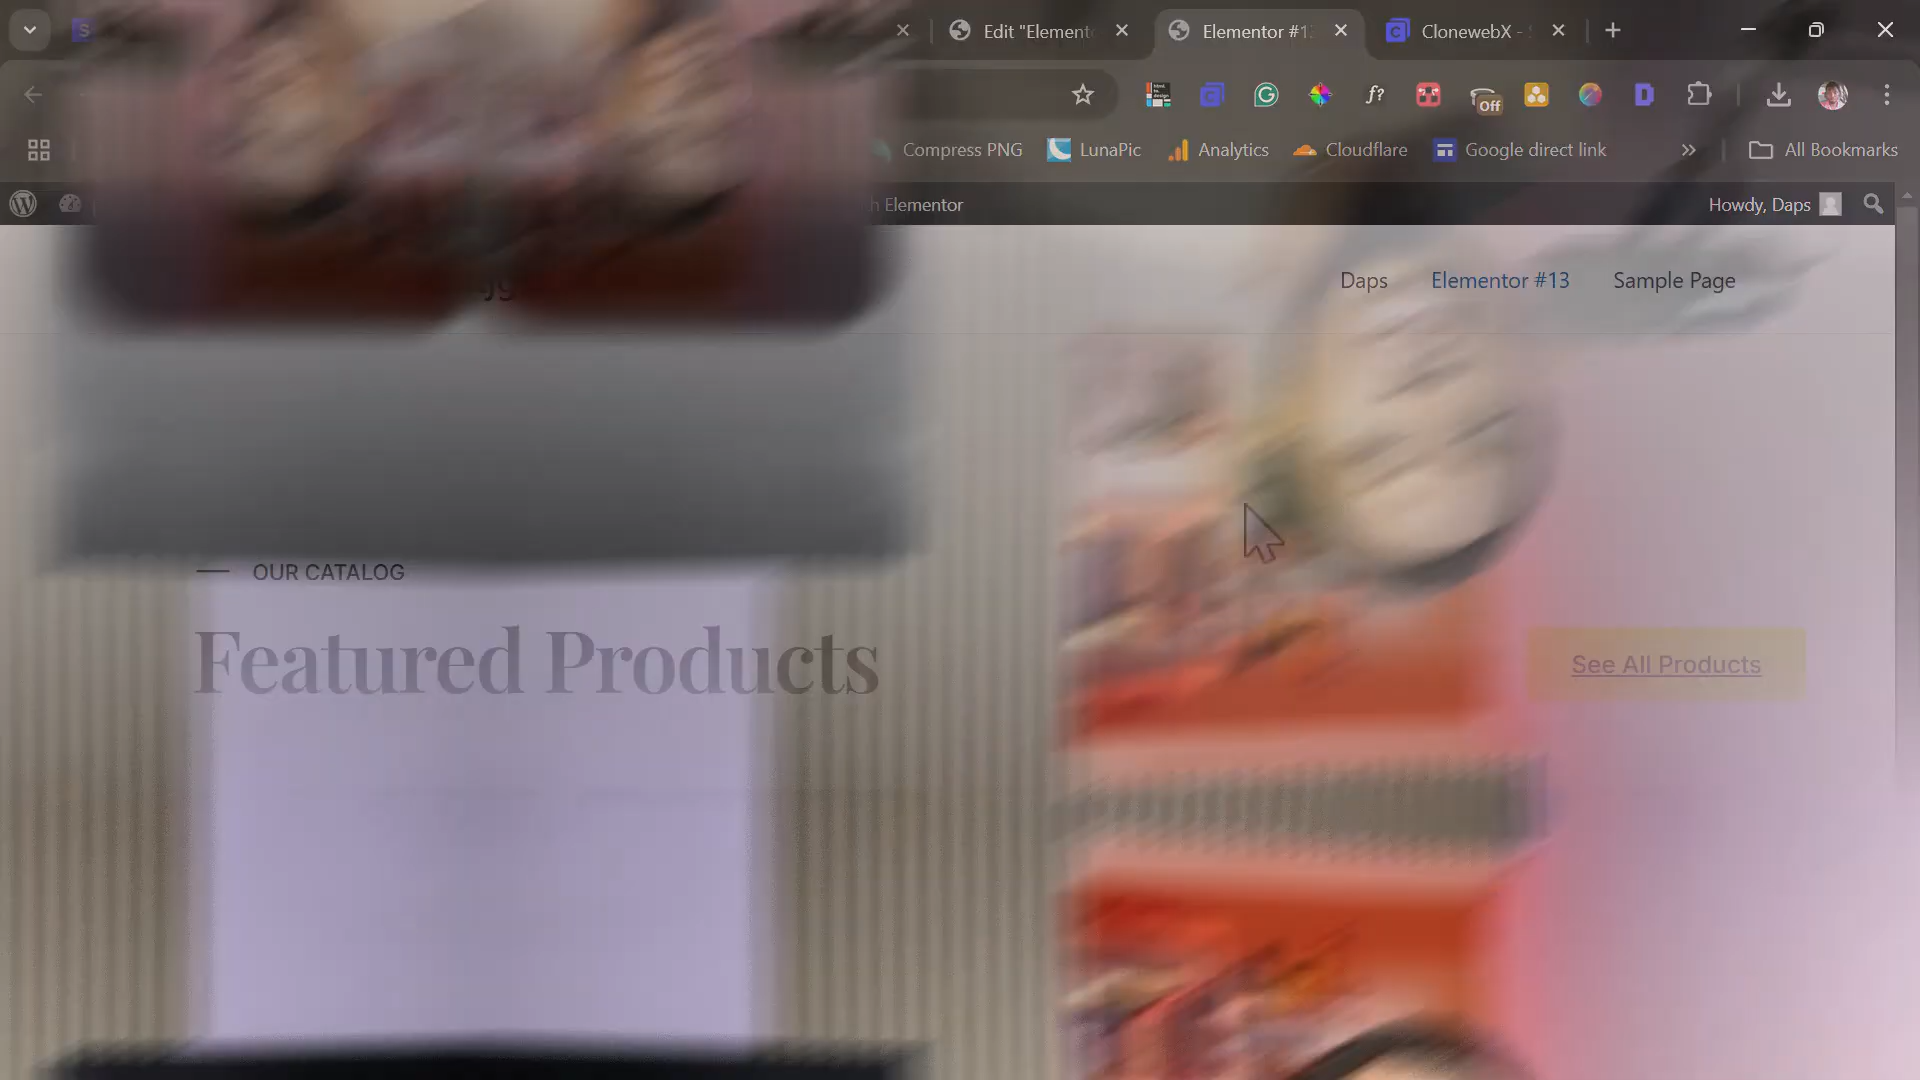 Edit "Element
Elementor #1
CloneWebX -
f?
Off
Compress PNG
LunaPic
Analytics
Cloudflare
Google direct link
All Bookmarks
Elementor
Howdy, Daps
Daps
Elementor #13
Sample Page
OUR CATALOG
Featured Products
See All Products